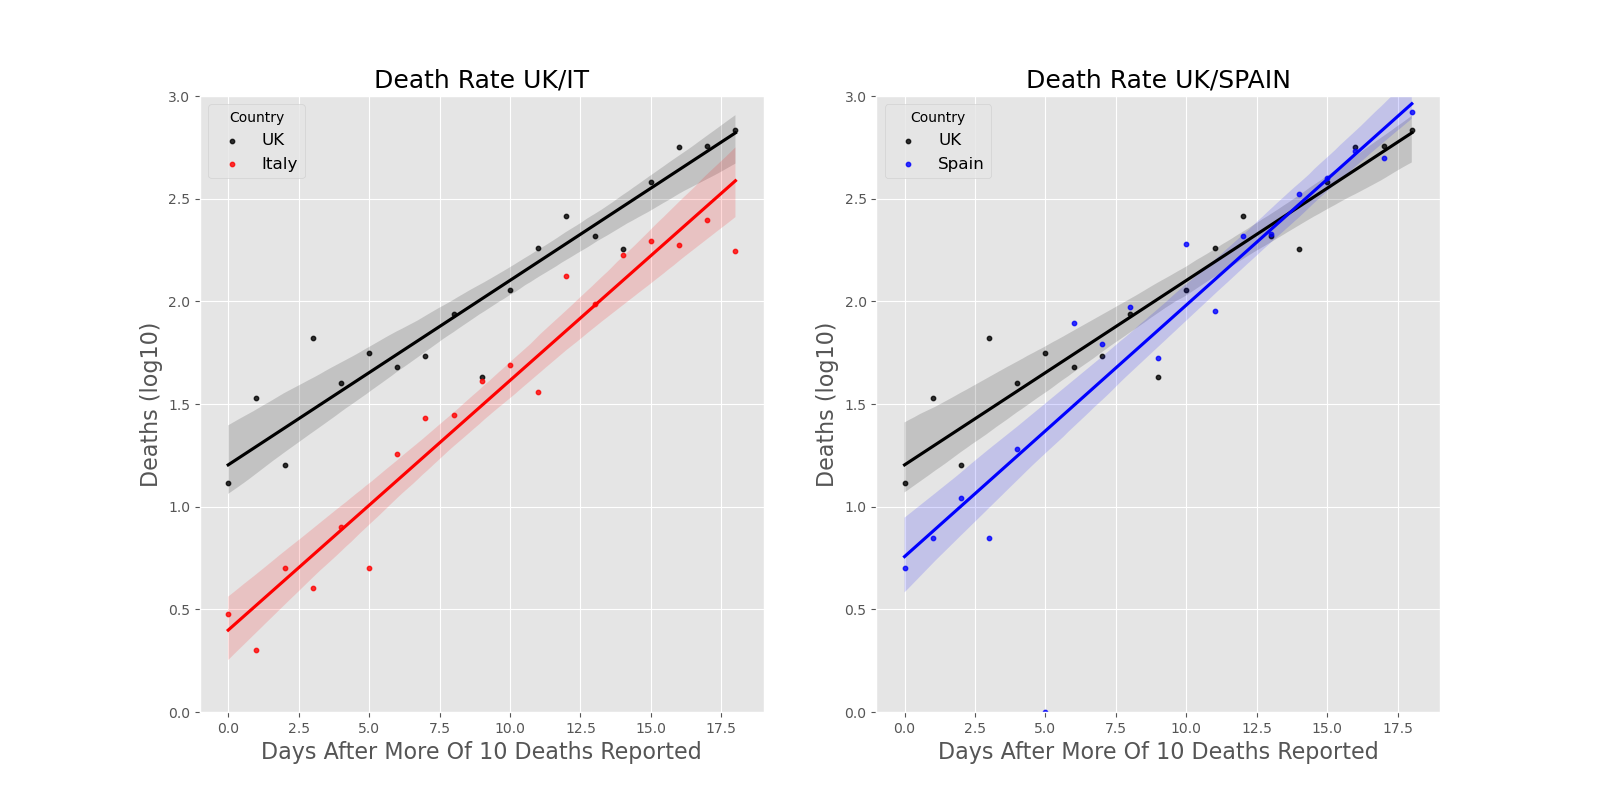 Death Rate UK/IT
Country
UK
Italy
3.0
2.5
2.0
1.5
1.0
0.5
0.0
Deaths (log10)
0.0 2.5 5.0 7.5 10.0 12.5 15.0 17.5
Days After More Of 10 Deaths Reported
Death Rate UK/SPAIN
Country
UK
Spain
3.0
2.5
2.0
1.5
1.0
0.5
0.0
Deaths (log10)
0.0 2.5 5.0 7.5 10.0 12.5 15.0 17.5
Days After More Of 10 Deaths Reported